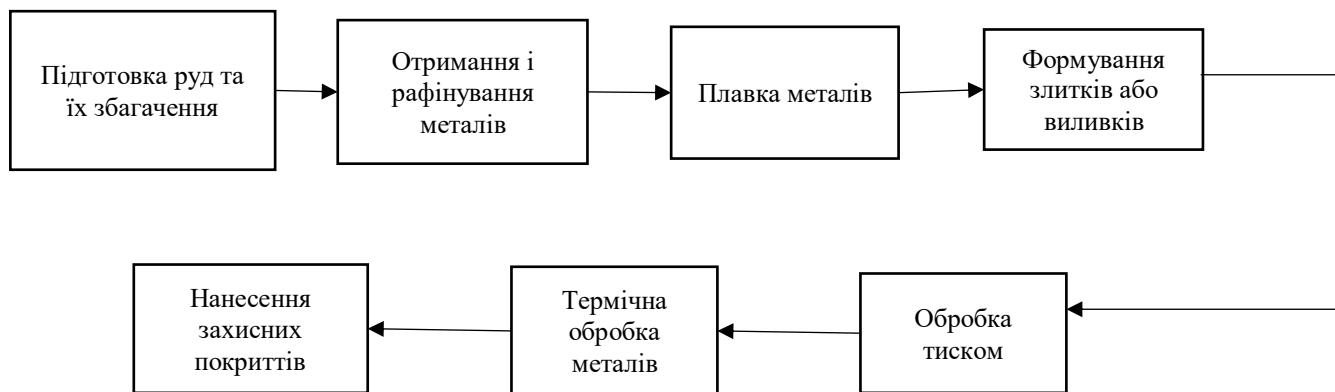 Підготовка руд та
їх збагачення
Отримання і
рафінування
металів
Плавка металів
Формування
злитків або
виливків
Обробка
тиском
Термічна
обробка
металів
Нанесення
захисних
покриттів